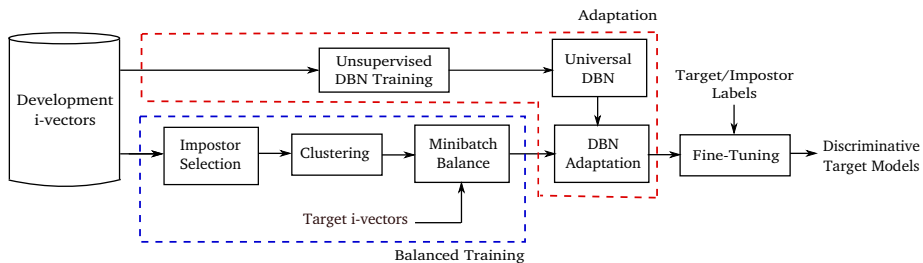 Adaptation
Development
i-vectors
Unsupervised
DBN Training
Universal
DBN
Target/Impostor
Labels
Impostor
Selection
Clustering
Minibatch
Balance
DBN
Adaptation
Fine-Tuning
Discriminative
Target Models
Target i-vectors
Balanced Training